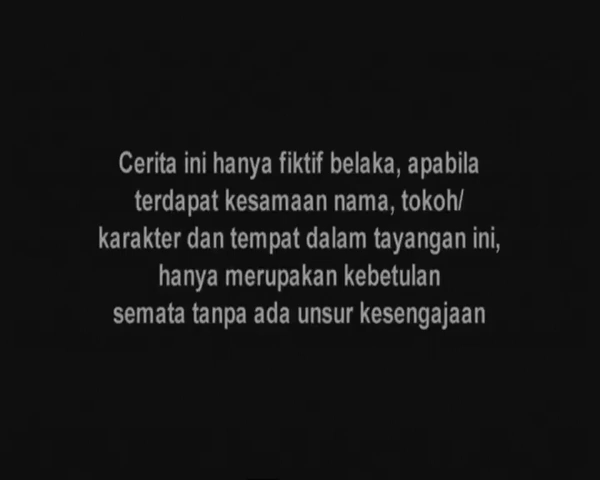 Cerita ini hanya fiktif belaka, apabila
terdapat kesamaan nama, tokoh/
karakter dan tempat dalam tayangan ini,
hanya merupakan kebetulan
semata tanpa ada unsur kesengajaan